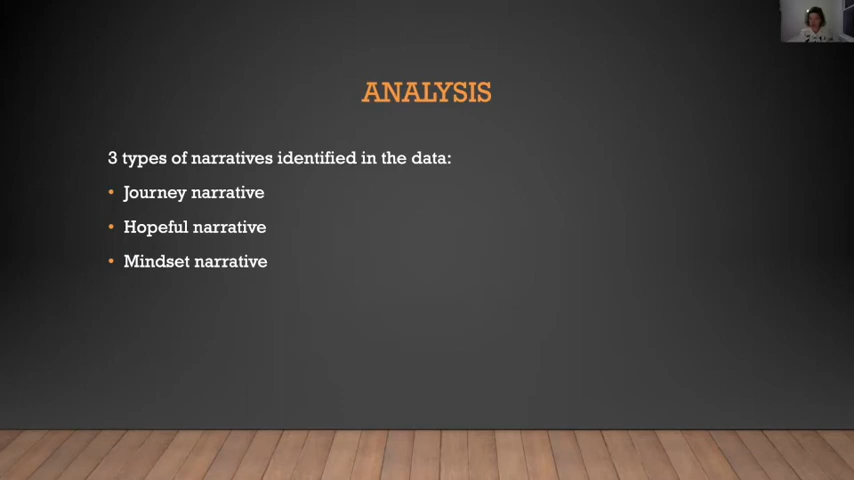 ANALYSIS
3 types of narratives identified in the data:
• Journey narrative
• Hopeful narrative
• Mindset narrative